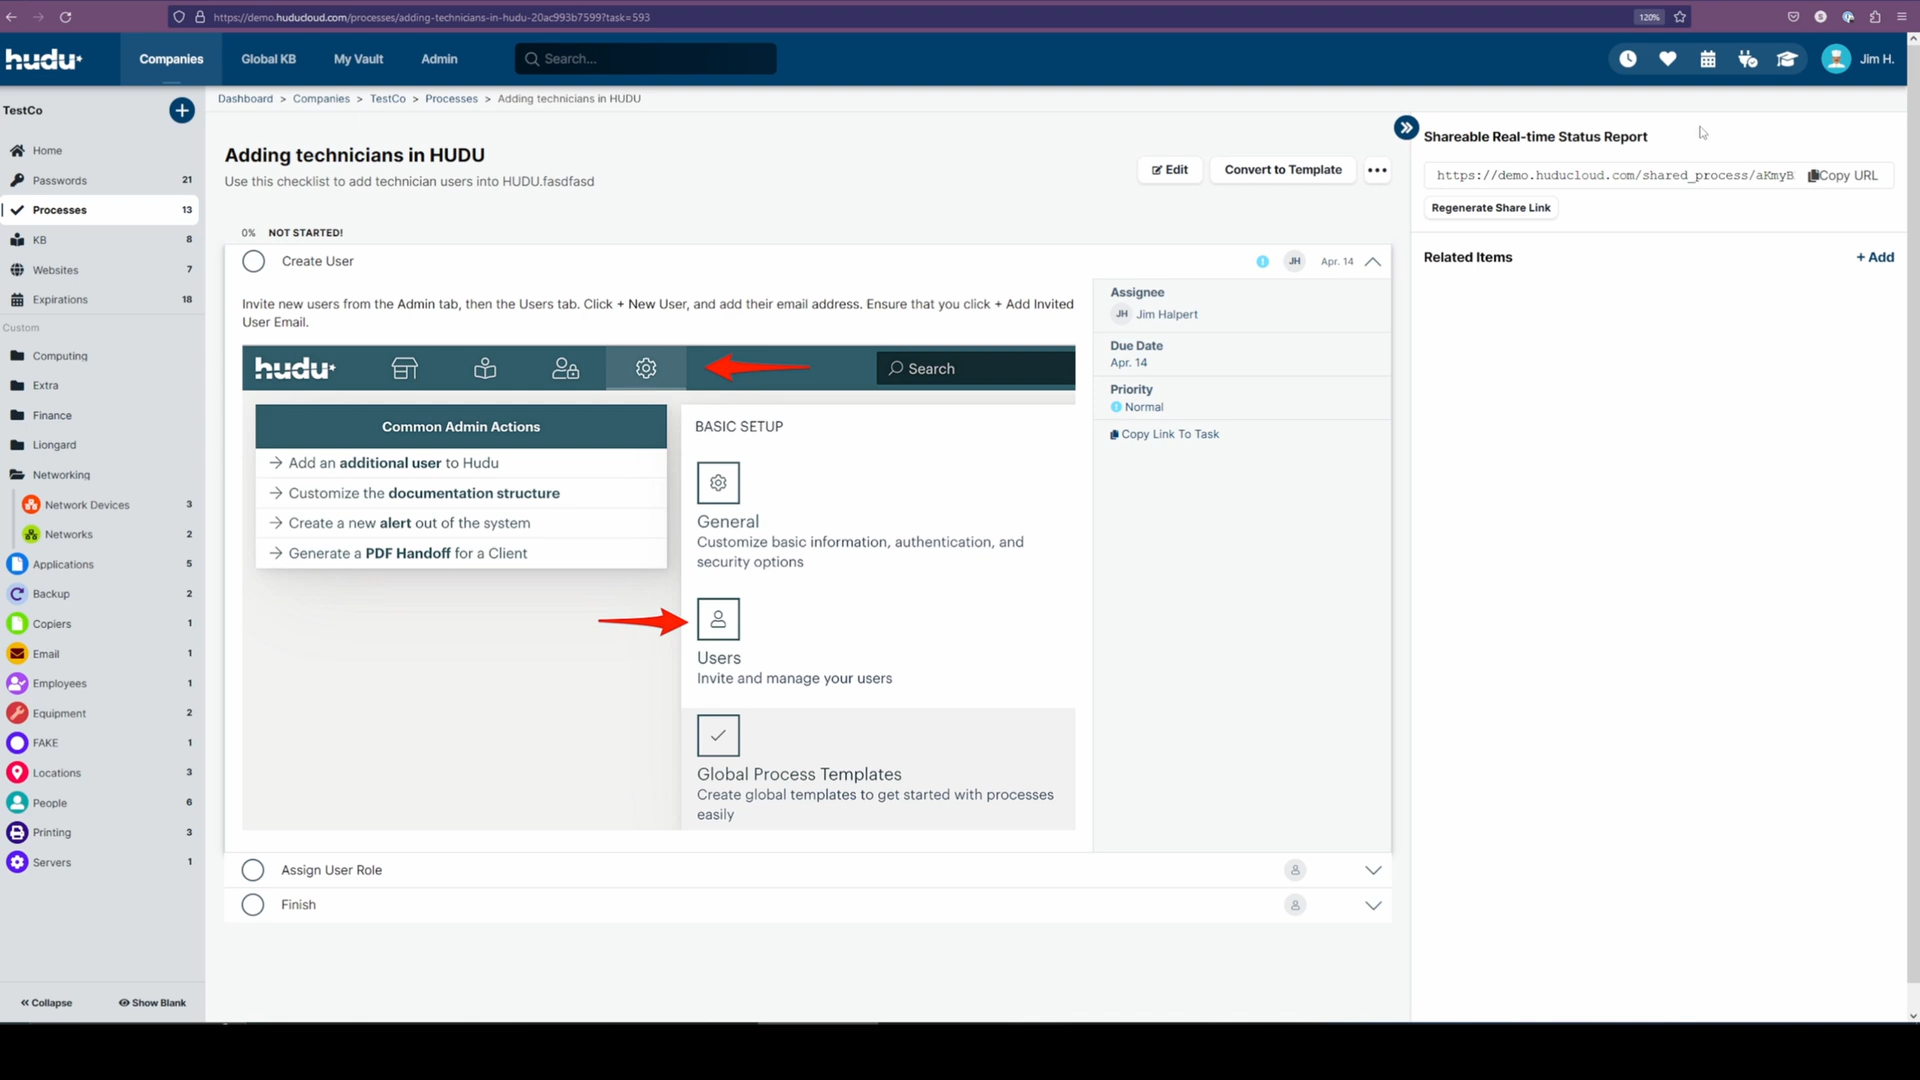 https://demo.huducloud.com/processes/adding-technicians-in-hudu-20ac993b7599?task=593
120%
hudu
Companies
Global KB
My Vault
Admin
Search...
Jim H.
TestCo
Dashboard > Companies > TestCo > Processes > Adding technicians in HUDU
Home
Passwords 21
Processes 13
KB 8
Websites 7
Expirations 18
Custom
Computing
Extra
Finance
Liongard
Networking
Network Devices 3
Networks 2
Applications 5
Backup 2
Copiers 1
Email 1
Employees 1
Equipment 2
FAKE 1
Locations 3
People 6
Printing 3
Servers 1
Collapse
Show Blank
Adding technicians in HUDU
Use this checklist to add technician users into HUDU.fasdfasd
Edit
Convert to Template
0% NOT STARTED!
Create User
JH
Apr. 14
Invite new users from the Admin tab, then the Users tab. Click + New User, and add their email address. Ensure that you click + Add Invited
User Email.
hudu
Search
Common Admin Actions
Add an additional user to Hudu
Customize the documentation structure
Create a new alert out of the system
Generate a PDF Handoff for a Client
BASIC SETUP
General
Customize basic information, authentication, and
security options
Users
Invite and manage your users
Global Process Templates
Create global templates to get started with processes
easily
Assignee
JH Jim Halpert
Due Date
Apr. 14
Priority
Normal
Copy Link To Task
Assign User Role
Finish
Shareable Real-time Status Report
https://demo.huducloud.com/shared_process/aKmyB
Copy URL
Regenerate Share Link
Related Items
+ Add